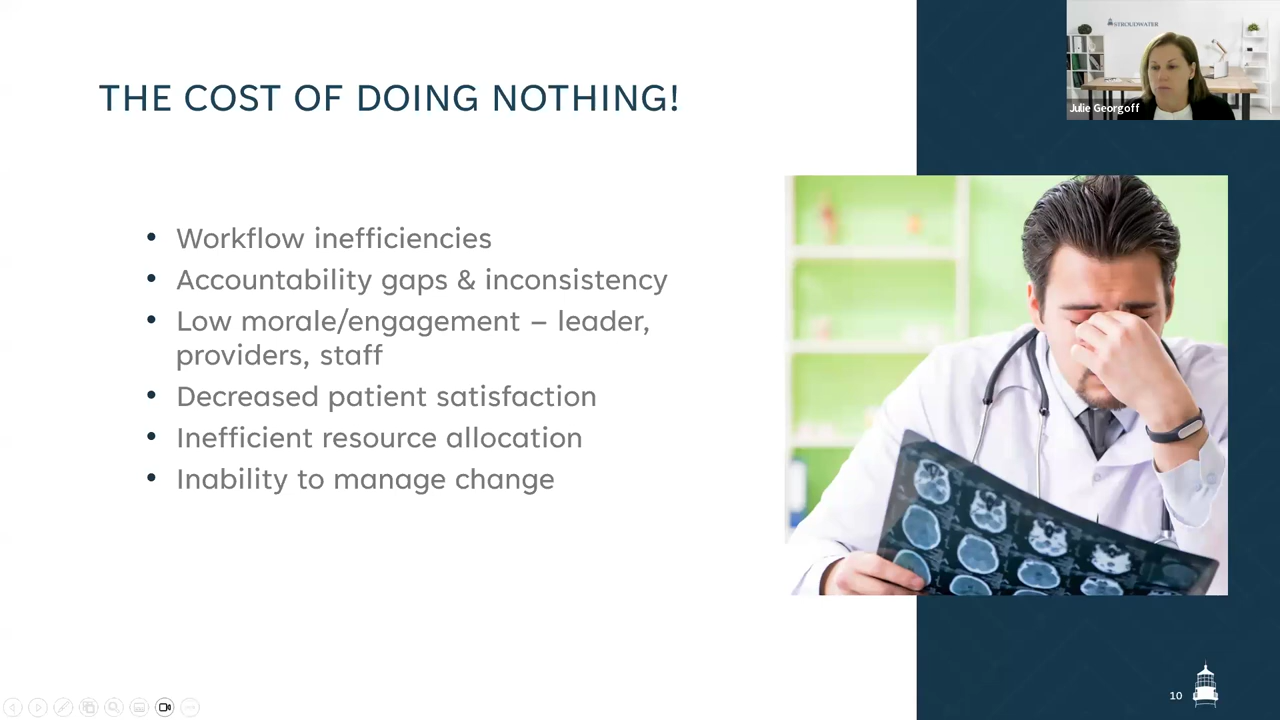 THE COST OF DOING NOTHING!
STROUDWATER
Julie Georgoff
• Workflow inefficiencies
• Accountability gaps & inconsistency
• Low morale/engagement – leader,
providers, staff
• Decreased patient satisfaction
• Inefficient resource allocation
• Inability to manage change
10